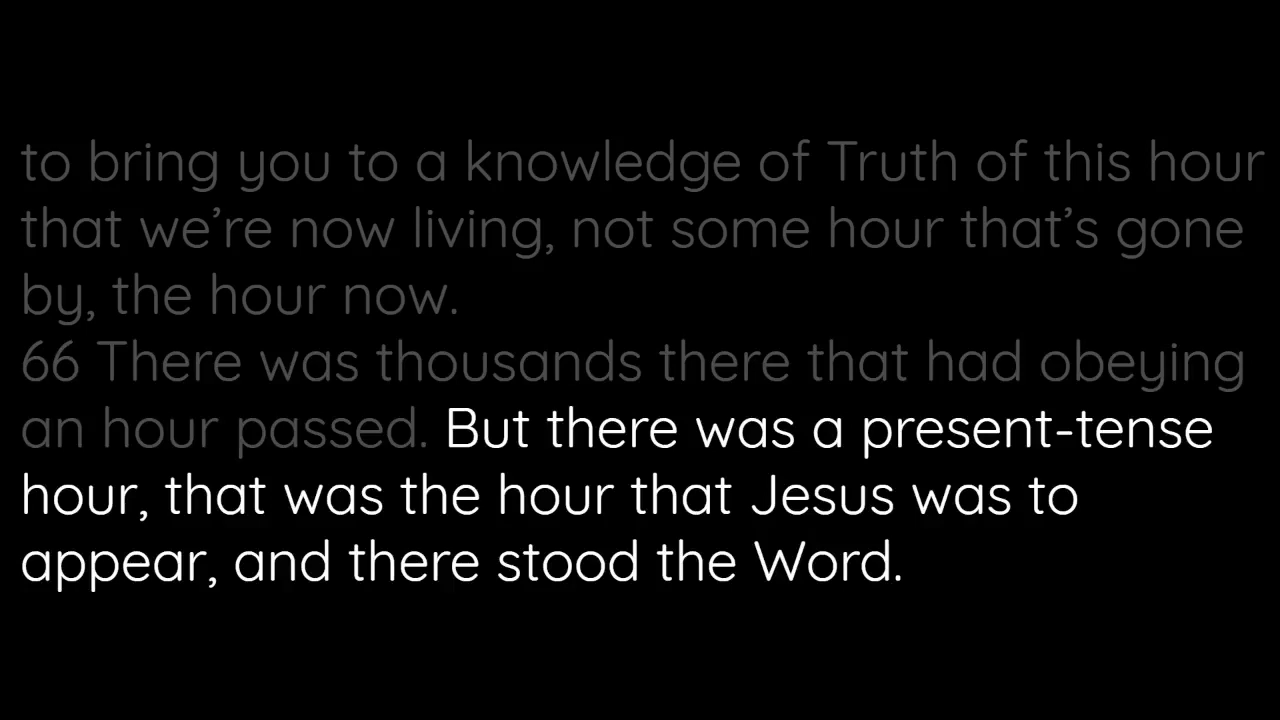 to bring you to a knowledge of Truth of this hour
that we’re now living, not some hour that’s gone
by, the hour now.
66 There was thousands there that had obeying
an hour passed. But there was a present-tense
hour, that was the hour that Jesus was to
appear, and there stood the Word.